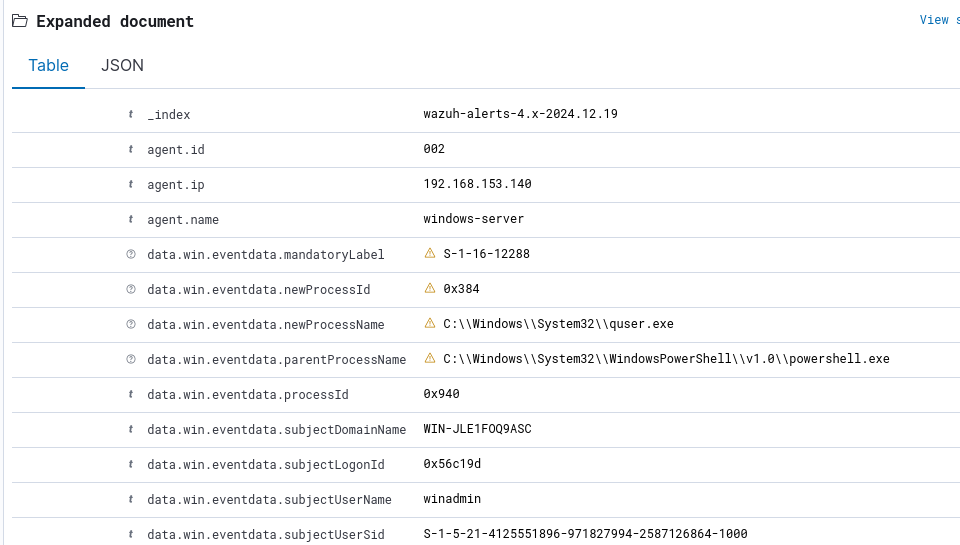 Expanded document
View s
Table JSON
t _index wazuh-alerts-4.x-2024.12.19
t agent.id 002
t agent.ip 192.168.153.140
t agent.name windows-server
data.win.eventdata.mandatoryLabel S-1-16-12288
data.win.eventdata.newProcessId 0x384
data.win.eventdata.newProcessName C:\\Windows\\System32\\quser.exe
data.win.eventdata.parentProcessName C:\\Windows\\System32\\WindowsPowerShell\\v1.0\\powershell.exe
t data.win.eventdata.processId 0x940
t data.win.eventdata.subjectDomainName WIN-JLE1FOQ9ASC
t data.win.eventdata.subjectLogonId 0x56c19d
t data.win.eventdata.subjectUserName winadmin
t data.win.eventdata.subjectUserSid S-1-5-21-4125551896-971827994-2587126864-1000